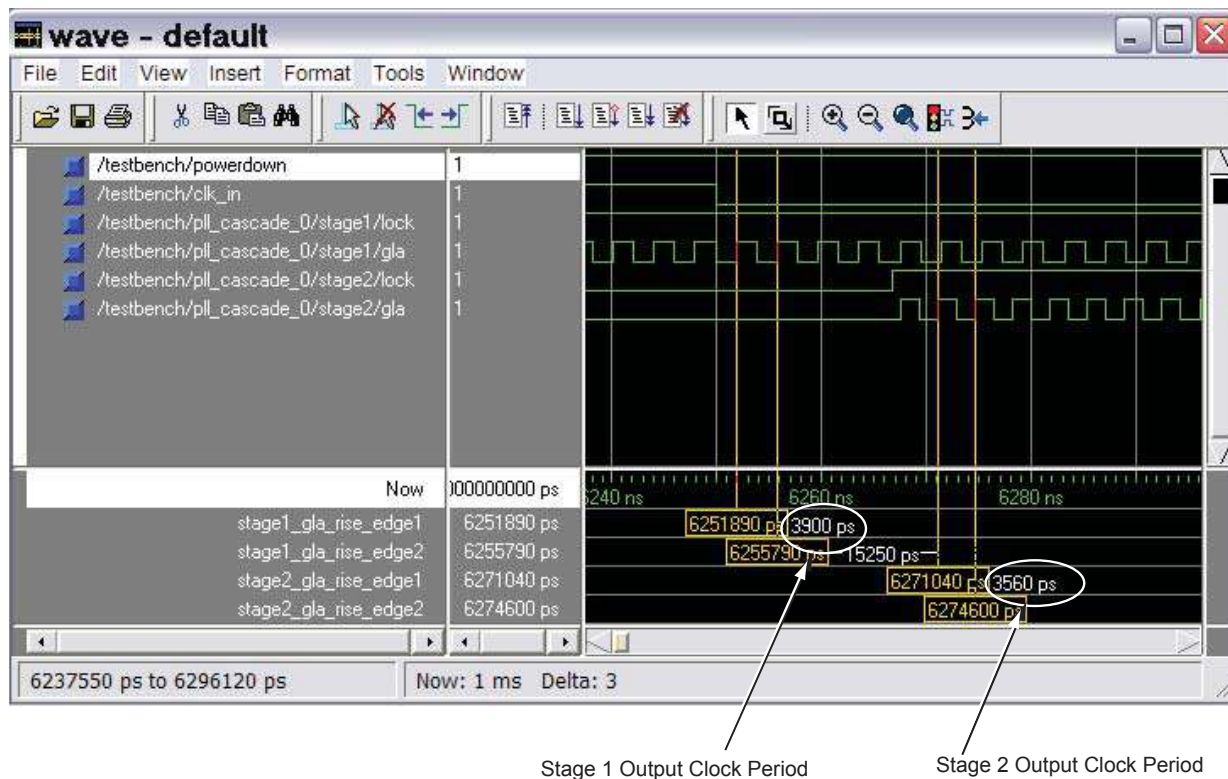 wave - default
File Edit View Insert Format Tools Window
/testbench/powerdown 1
/testbench/clk_in 1
/testbench/pll_cascade_0/stage1/lock 1
/testbench/pll_cascade_0/stage1/gla 1
/testbench/pll_cascade_0/stage2/lock 1
/testbench/pll_cascade_0/stage2/gla 1
Now 000000000 ps 6240 ns 6260 ns 6280 ns
stage1_gla_rise_edge1 6251890 ps 6251890 ps 3900 ps
stage1_gla_rise_edge2 6255790 ps 6255790 ps 15250 ps
stage2_gla_rise_edge1 6271040 ps 6271040 ps 3560 ps
stage2_gla_rise_edge2 6274600 ps 6274600 ps
6237550 ps to 6296120 ps Now: 1 ms Delta: 3
Stage 1 Output Clock Period Stage 2 Output Clock Period